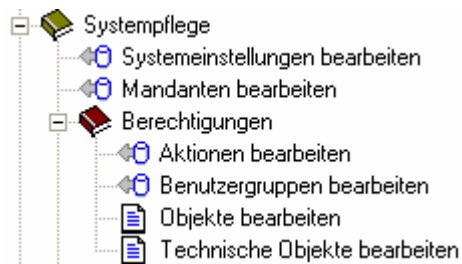 Systempflege
Systemeinstellungen bearbeiten
Mandanten bearbeiten
Berechtigungen
Aktionen bearbeiten
Benutzergruppen bearbeiten
Objekte bearbeiten
Technische Objekte bearbeiten